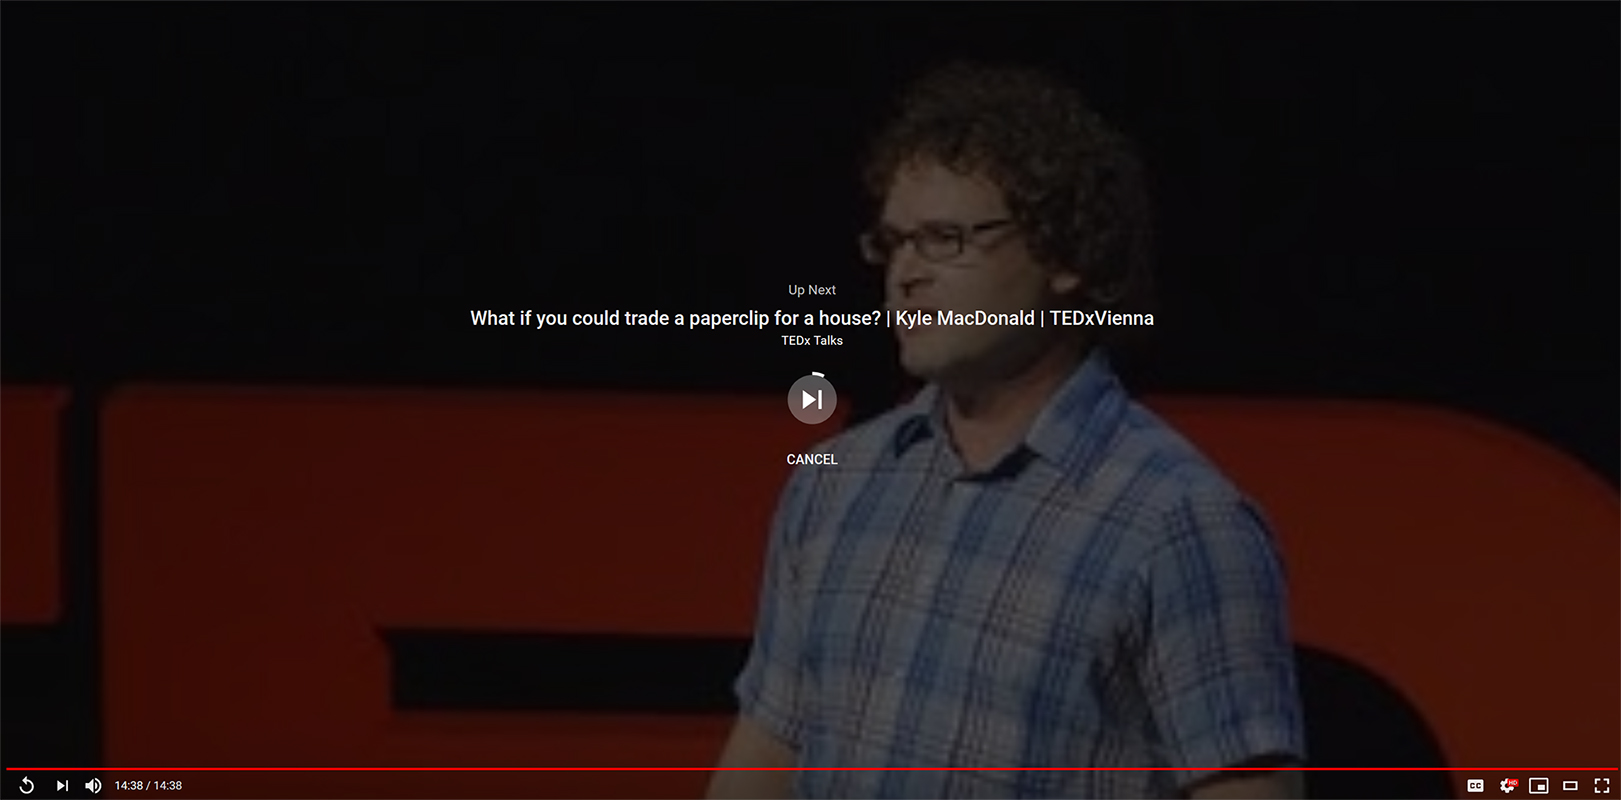 Up Next
What if you could trade a paperclip for a house? | Kyle MacDonald | TEDxVienna
TEDx Talks
CANCEL
14:38 / 14:38
CC
HD